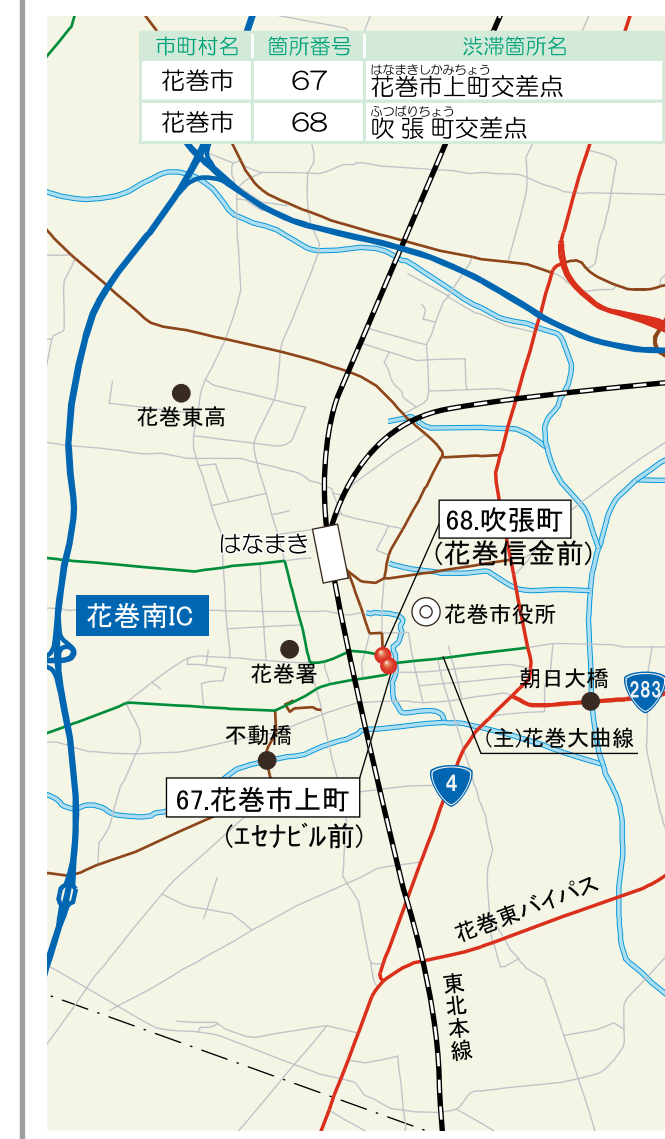 市町村名 箇所番号 渋滞箇所名
はなまきしかみちょう
花巻市 67 花巻市上町交差点
ふっぱりちょう
花巻市 68 吹張町交差点
花巻東高
68.吹張町
(花巻信金前)
はなまき
花巻南IC
花巻市役所
花巻署
朝日大橋
283
不動橋
(主)花巻大曲線
4
67.花巻市上町
(エセナビル前)
花巻東バイパス
東北本線